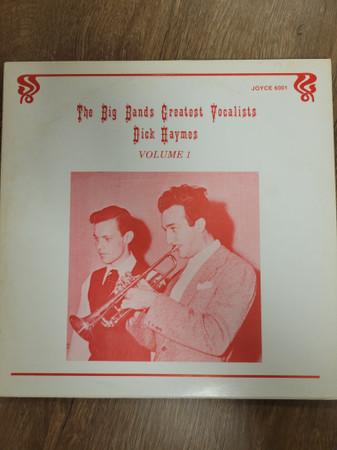 JOYCE 6001
The Big Bands Greatest Vocalists
Dick Haymes
VOLUME 1